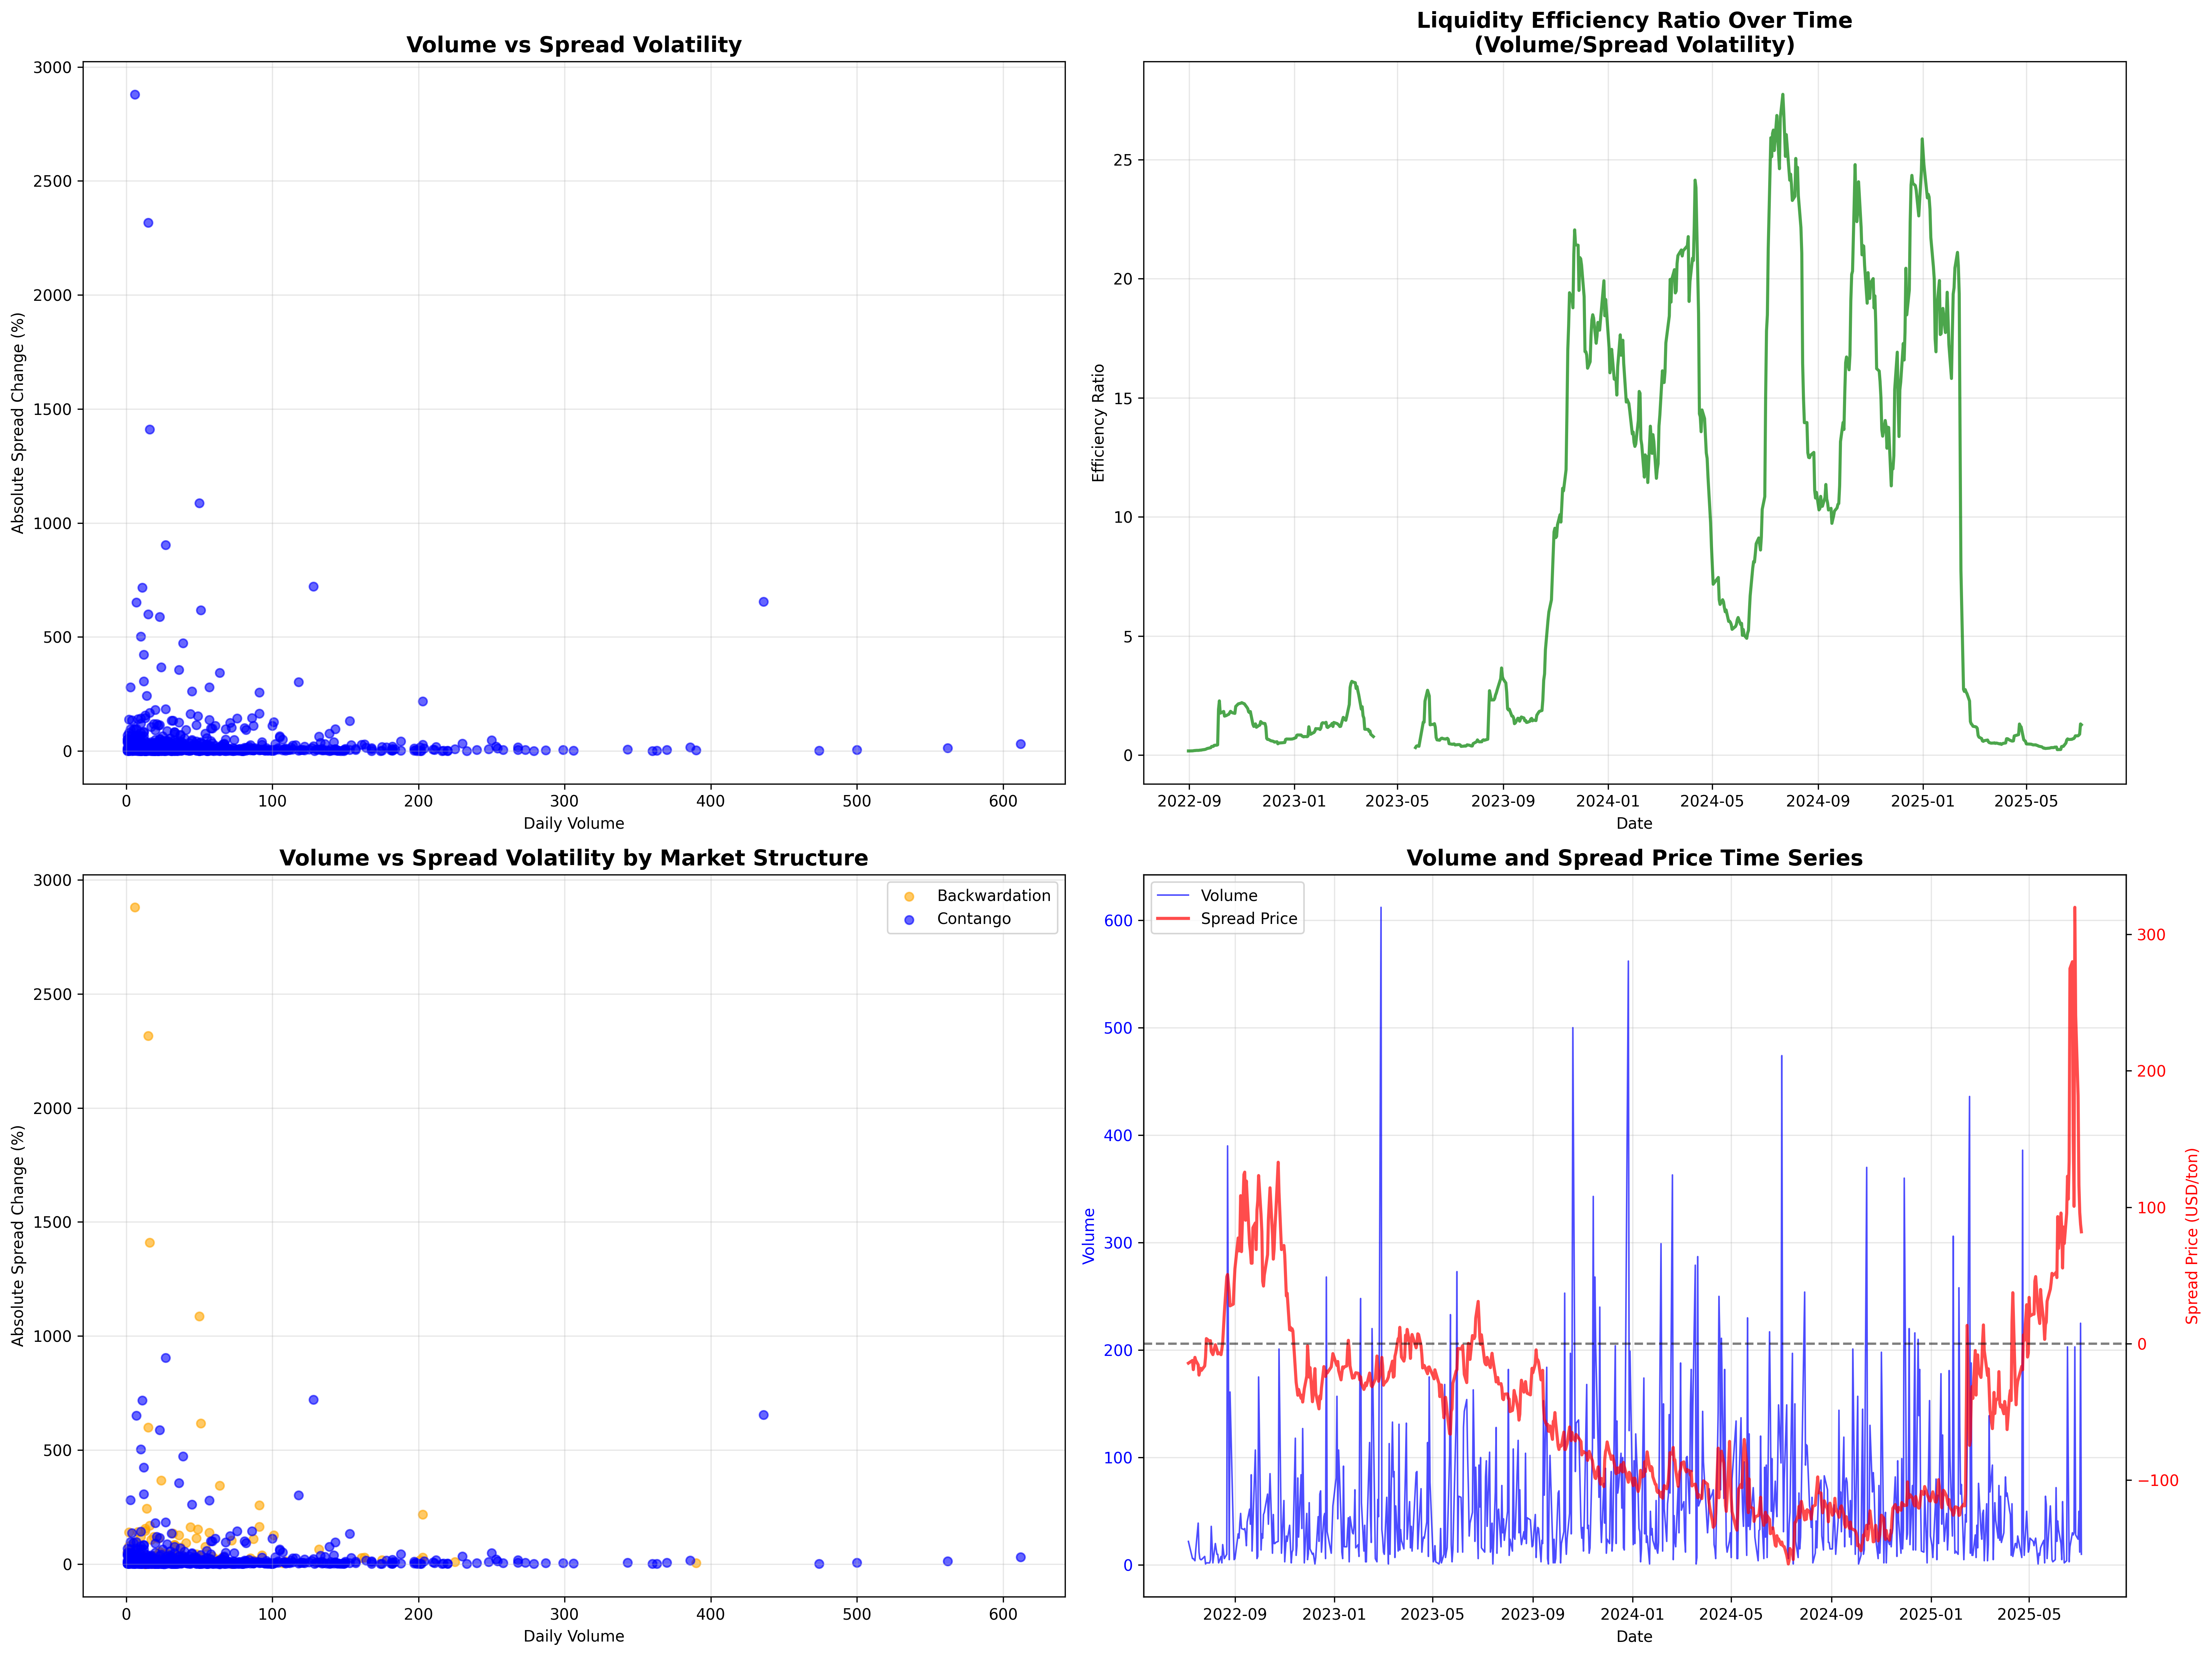 Volume vs Spread Volatility
3000
2500
2000
1500
1000
500
0
Absolute Spread Change (%)
0 100 200 300 400 500 600
Daily Volume
Liquidity Efficiency Ratio Over Time
(Volume/Spread Volatility)
25
20
15
10
5
0
Efficiency Ratio
2022-09 2023-01 2023-05 2023-09 2024-01 2024-05 2024-09 2025-01 2025-05
Date
Volume vs Spread Volatility by Market Structure
Backwardation
Contango
3000
2500
2000
1500
1000
500
0
Absolute Spread Change (%)
0 100 200 300 400 500 600
Daily Volume
Volume and Spread Price Time Series
Volume
Spread Price
600
500
400
300
200
100
0
Volume
300
200
100
0
−100
Spread Price (USD/ton)
2022-09 2023-01 2023-05 2023-09 2024-01 2024-05 2024-09 2025-01 2025-05
Date